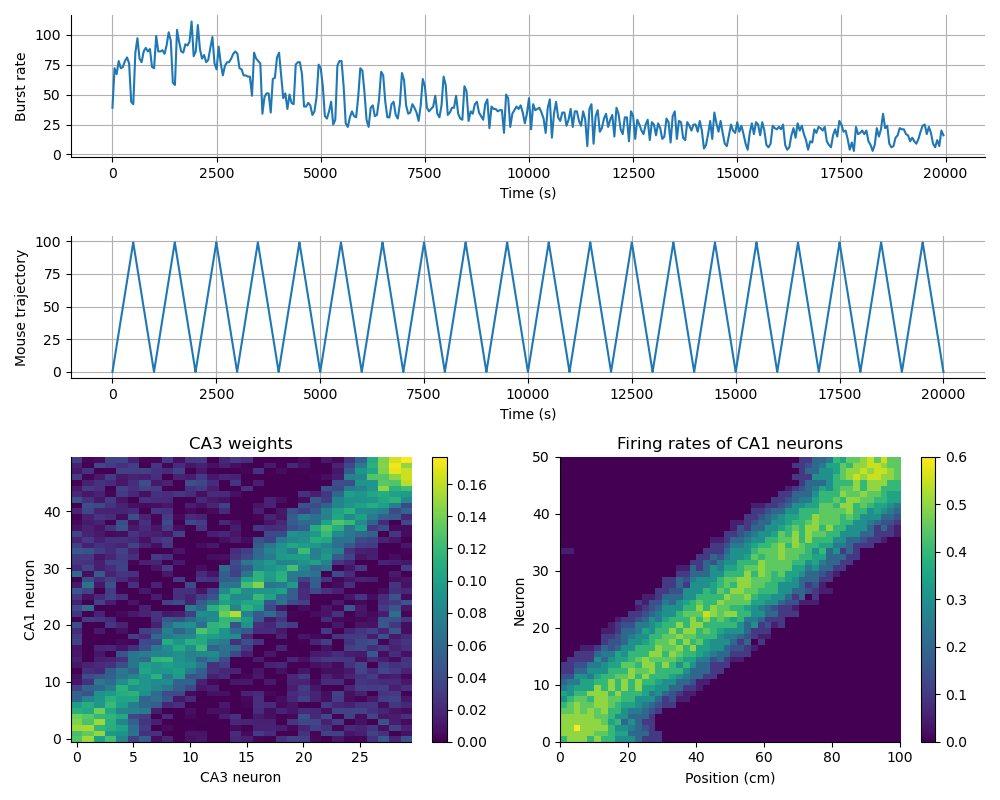 Burst rate
100
75
50
25
0
0 2500 5000 7500 10000 12500 15000 17500 20000
Time (s)
Mouse trajectory
100
75
50
25
0
0 2500 5000 7500 10000 12500 15000 17500 20000
Time (s)
CA3 weights
CA1 neuron
40
30
20
10
0
0 5 10 15 20 25
CA3 neuron
0.16
0.14
0.12
0.10
0.08
0.06
0.04
0.02
0.00
Firing rates of CA1 neurons
Neuron
50
40
30
20
10
0
0 20 40 60 80 100
Position (cm)
0.6
0.5
0.4
0.3
0.2
0.1
0.0